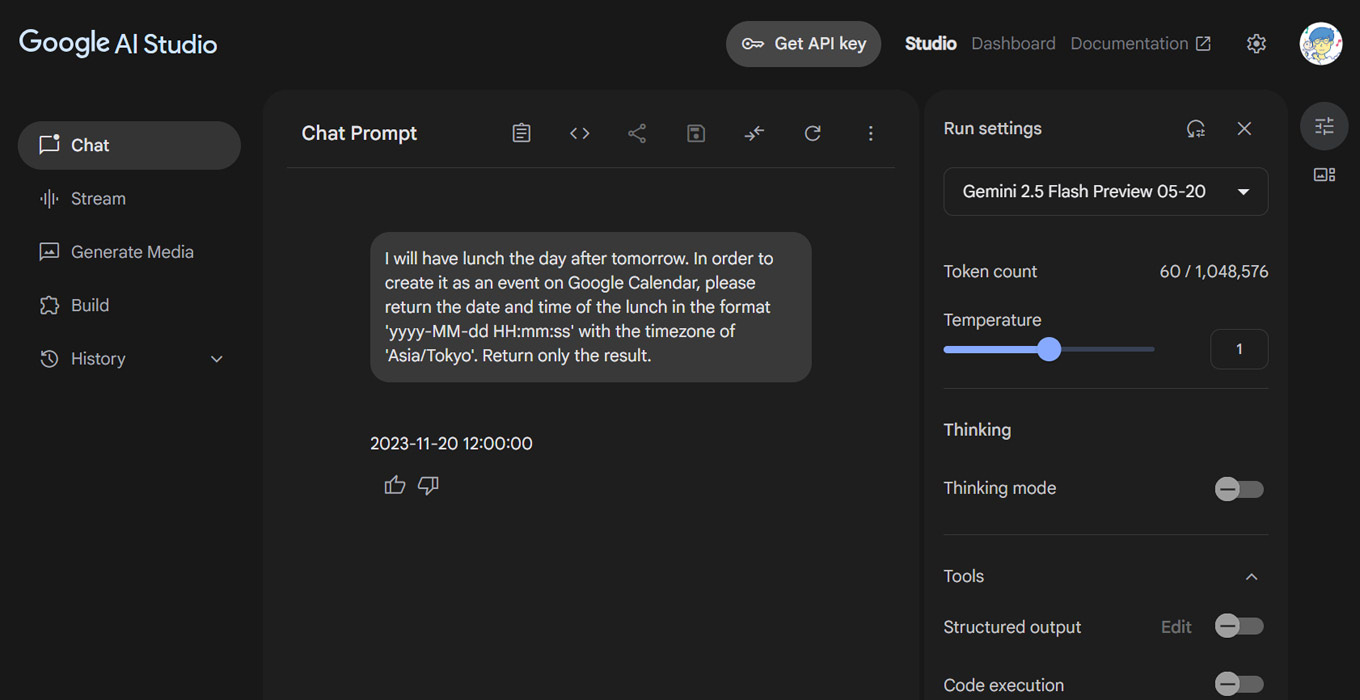 Google AI Studio
Get API key
Studio
Dashboard
Documentation
Chat
Stream
Generate Media
Build
History
Chat Prompt
I will have lunch the day after tomorrow. In order to
create it as an event on Google Calendar, please
return the date and time of the lunch in the format
'yyyy-MM-dd HH:mm:ss' with the timezone of
'Asia/Tokyo'. Return only the result.
2023-11-20 12:00:00
Run settings
Gemini 2.5 Flash Preview 05-20
Token count 60 / 1,048,576
Temperature
1
Thinking
Thinking mode
Tools
Structured output Edit
Code execution